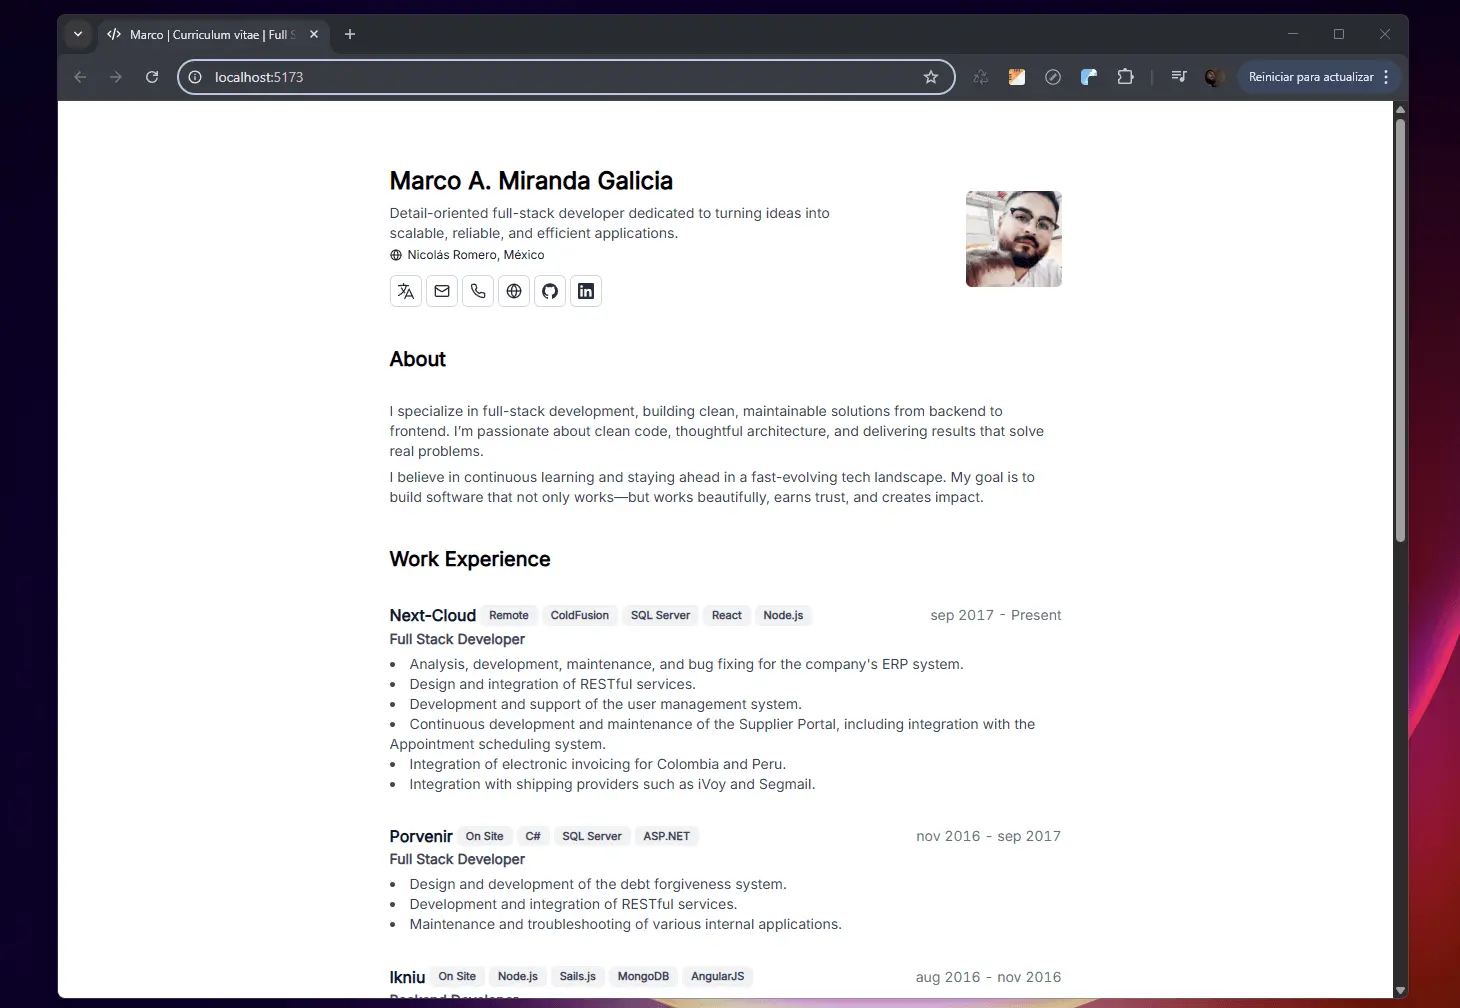 Marco | Curriculum vitae | Full
localhost:5173
Reiniciar para actualizar
Marco A. Miranda Galicia
Detail-oriented full-stack developer dedicated to turning ideas into
scalable, reliable, and efficient applications.
Nicolás Romero, México
About
I specialize in full-stack development, building clean, maintainable solutions from backend to
frontend. I'm passionate about clean code, thoughtful architecture, and delivering results that solve
real problems.
I believe in continuous learning and staying ahead in a fast-evolving tech landscape. My goal is to
build software that not only works—but works beautifully, earns trust, and creates impact.
Work Experience
Next-Cloud Remote ColdFusion SQL Server React Node.js sep 2017 - Present
Full Stack Developer
• Analysis, development, maintenance, and bug fixing for the company's ERP system.
• Design and integration of RESTful services.
• Development and support of the user management system.
• Continuous development and maintenance of the Supplier Portal, including integration with the
Appointment scheduling system.
• Integration of electronic invoicing for Colombia and Peru.
• Integration with shipping providers such as iVoy and Segmail.
Porvenir On Site C# SQL Server ASP.NET nov 2016 - sep 2017
Full Stack Developer
• Design and development of the debt forgiveness system.
• Development and integration of RESTful services.
• Maintenance and troubleshooting of various internal applications.
Ikniu On Site Node.js Sails.js MongoDB AngularJS aug 2016 - nov 2016
Backend Developer